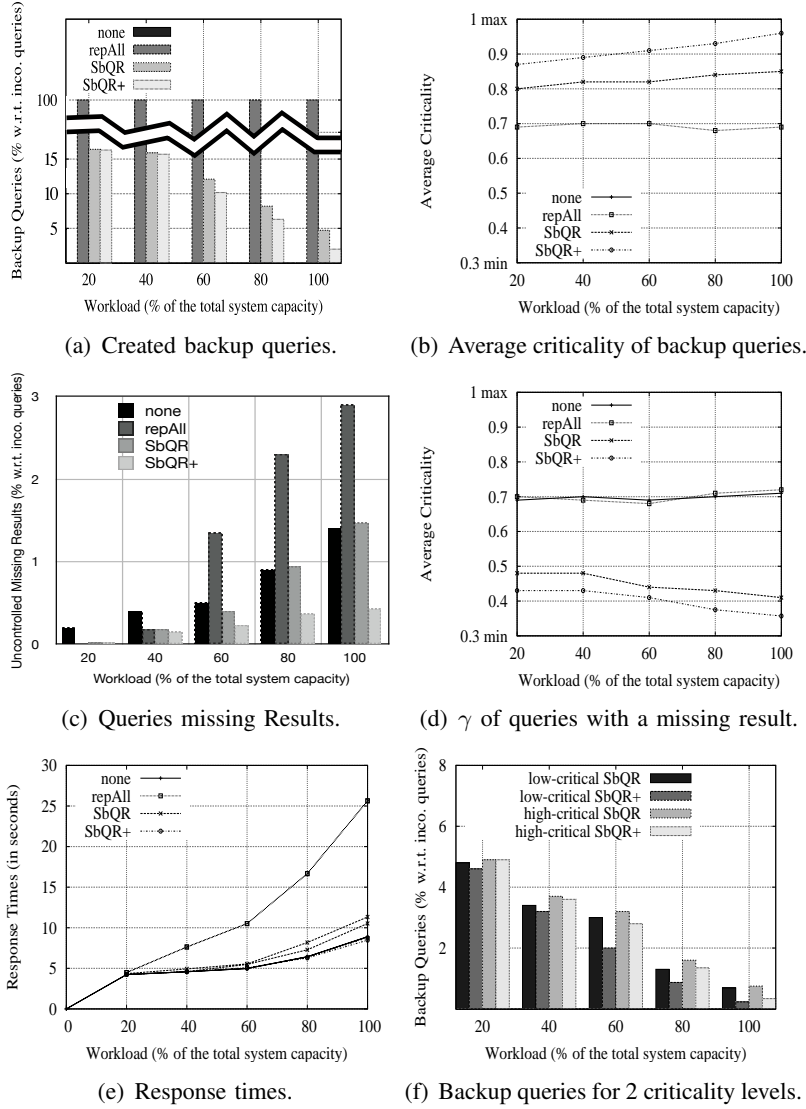 Backup Queries (% w.r.t. inco. queries)
none
repAll
SbQR
SbQR+
100
15
10
5
20 40 60 80 100
Workload (% of the total system capacity)
(a) Created backup queries.
Average Criticality
1 max
0.9
0.8
0.7
0.6
0.5
0.4
0.3 min
none
repAll
SbQR
SbQR+
20 40 60 80 100
Workload (% of the total system capacity)
(b) Average criticality of backup queries.
Uncontrolled Missing Results (% w.r.t. inco. queries)
3
2
1
0
none
repAll
SbQR
SbQR+
20 40 60 80 100
Workload (% of the total system capacity)
(c) Queries missing Results.
Average Criticality
1 max
0.9
0.8
0.7
0.6
0.5
0.4
0.3 min
none
repAll
SbQR
SbQR+
20 40 60 80 100
Workload (% of the total system capacity)
(d) γ of queries with a missing result.
Response Times (in seconds)
30
25
20
15
10
5
0
none
repAll
SbQR
SbQR+
0 20 40 60 80 100
Workload (% of the total system capacity)
(e) Response times.
Backup Queries (% w.r.t. inco. queries)
8
6
4
2
low-critical SbQR
low-critical SbQR+
high-critical SbQR
high-critical SbQR+
20 40 60 80 100
Workload (% of the total system capacity)
(f) Backup queries for 2 criticality levels.